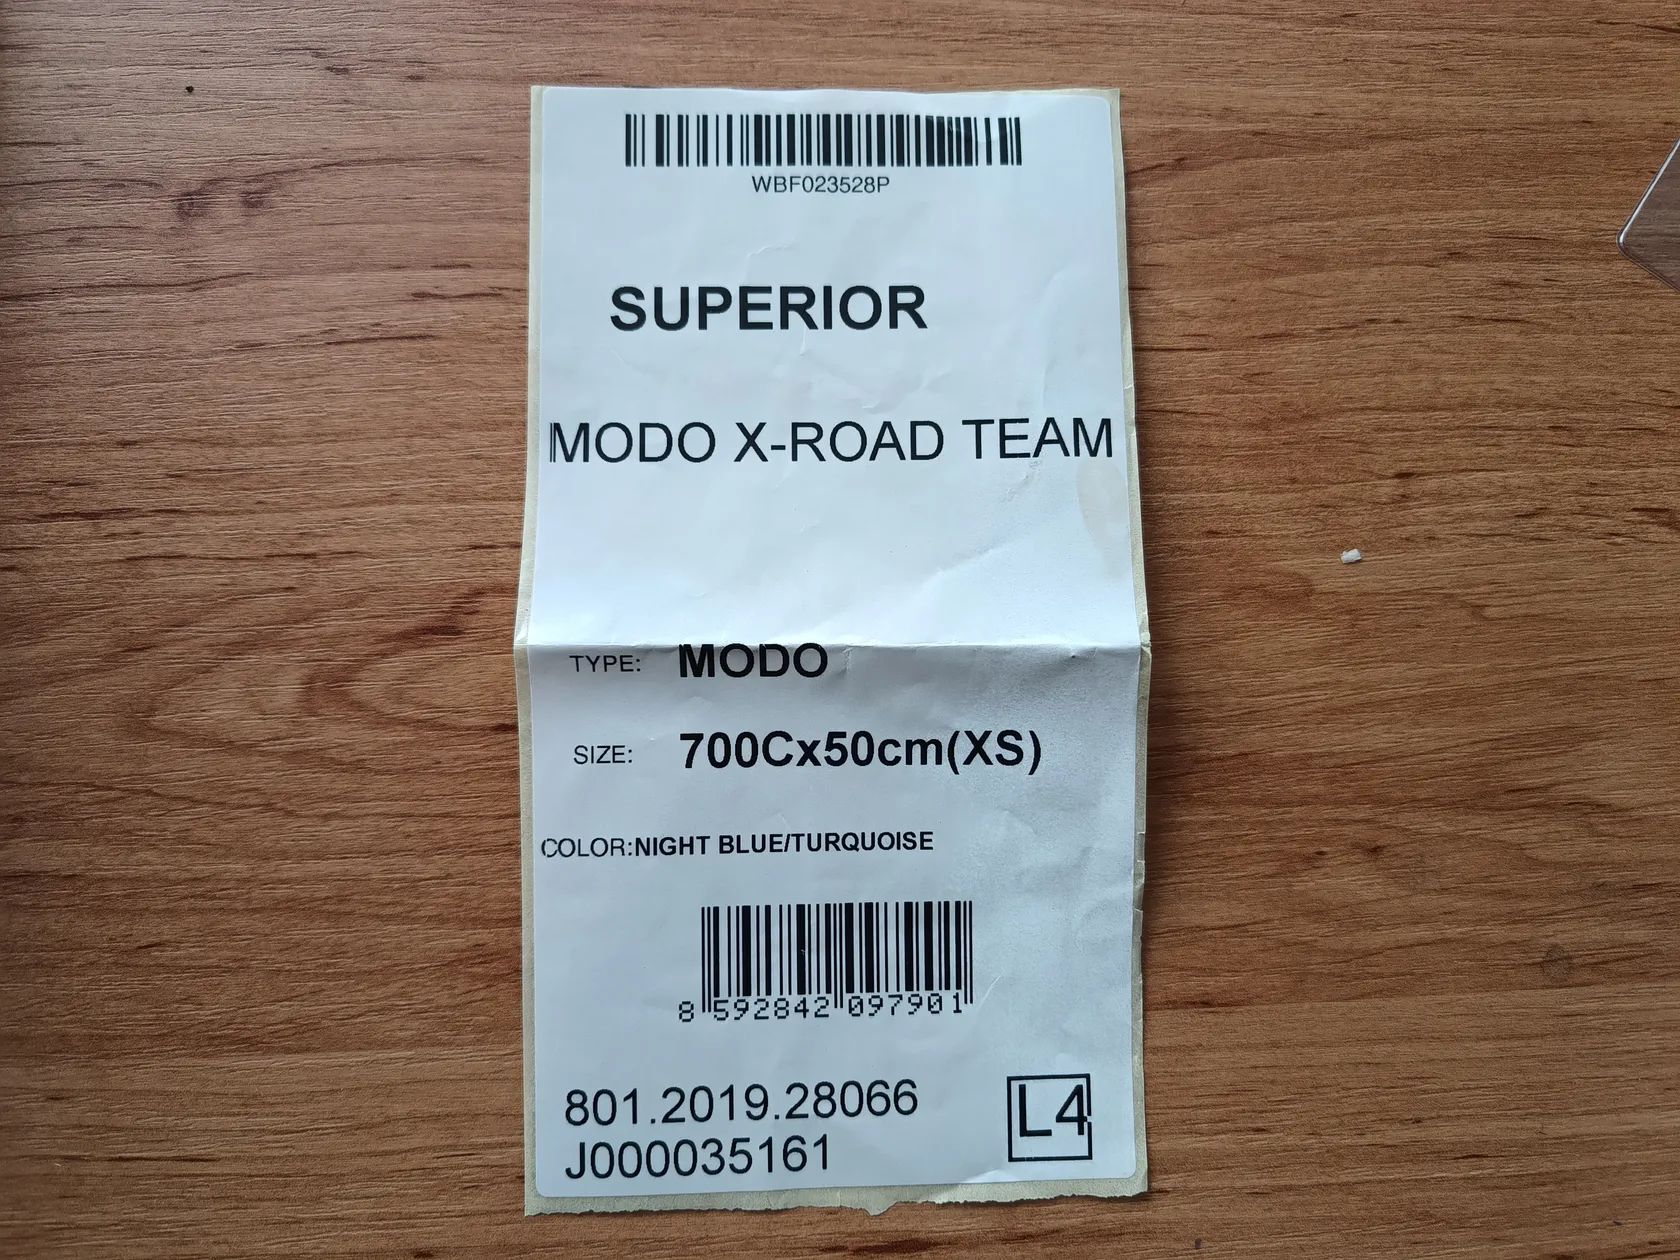 WBF023528P
SUPERIOR
MODO X-ROAD TEAM
TYPE: MODO
SIZE: 700Cx50cm(XS)
COLOR:NIGHT BLUE/TURQUOISE
8 592842 097901
801.2019.28066
J000035161
L4